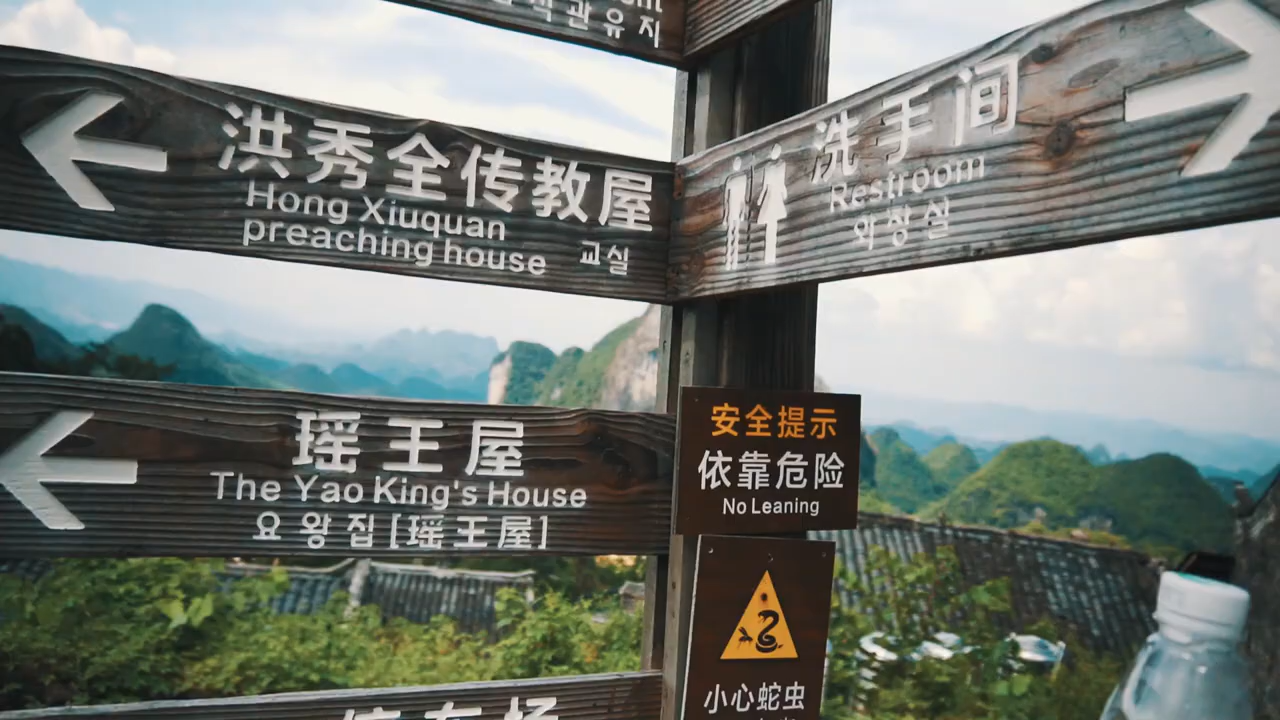 洪秀全传教屋
Hong Xiuquan
preaching house
교실
洗手间
Restroom
화장실
瑶王屋
The Yao King's House
요왕집[瑶王屋]
安全提示
依靠危险
No Leaning
小心蛇虫